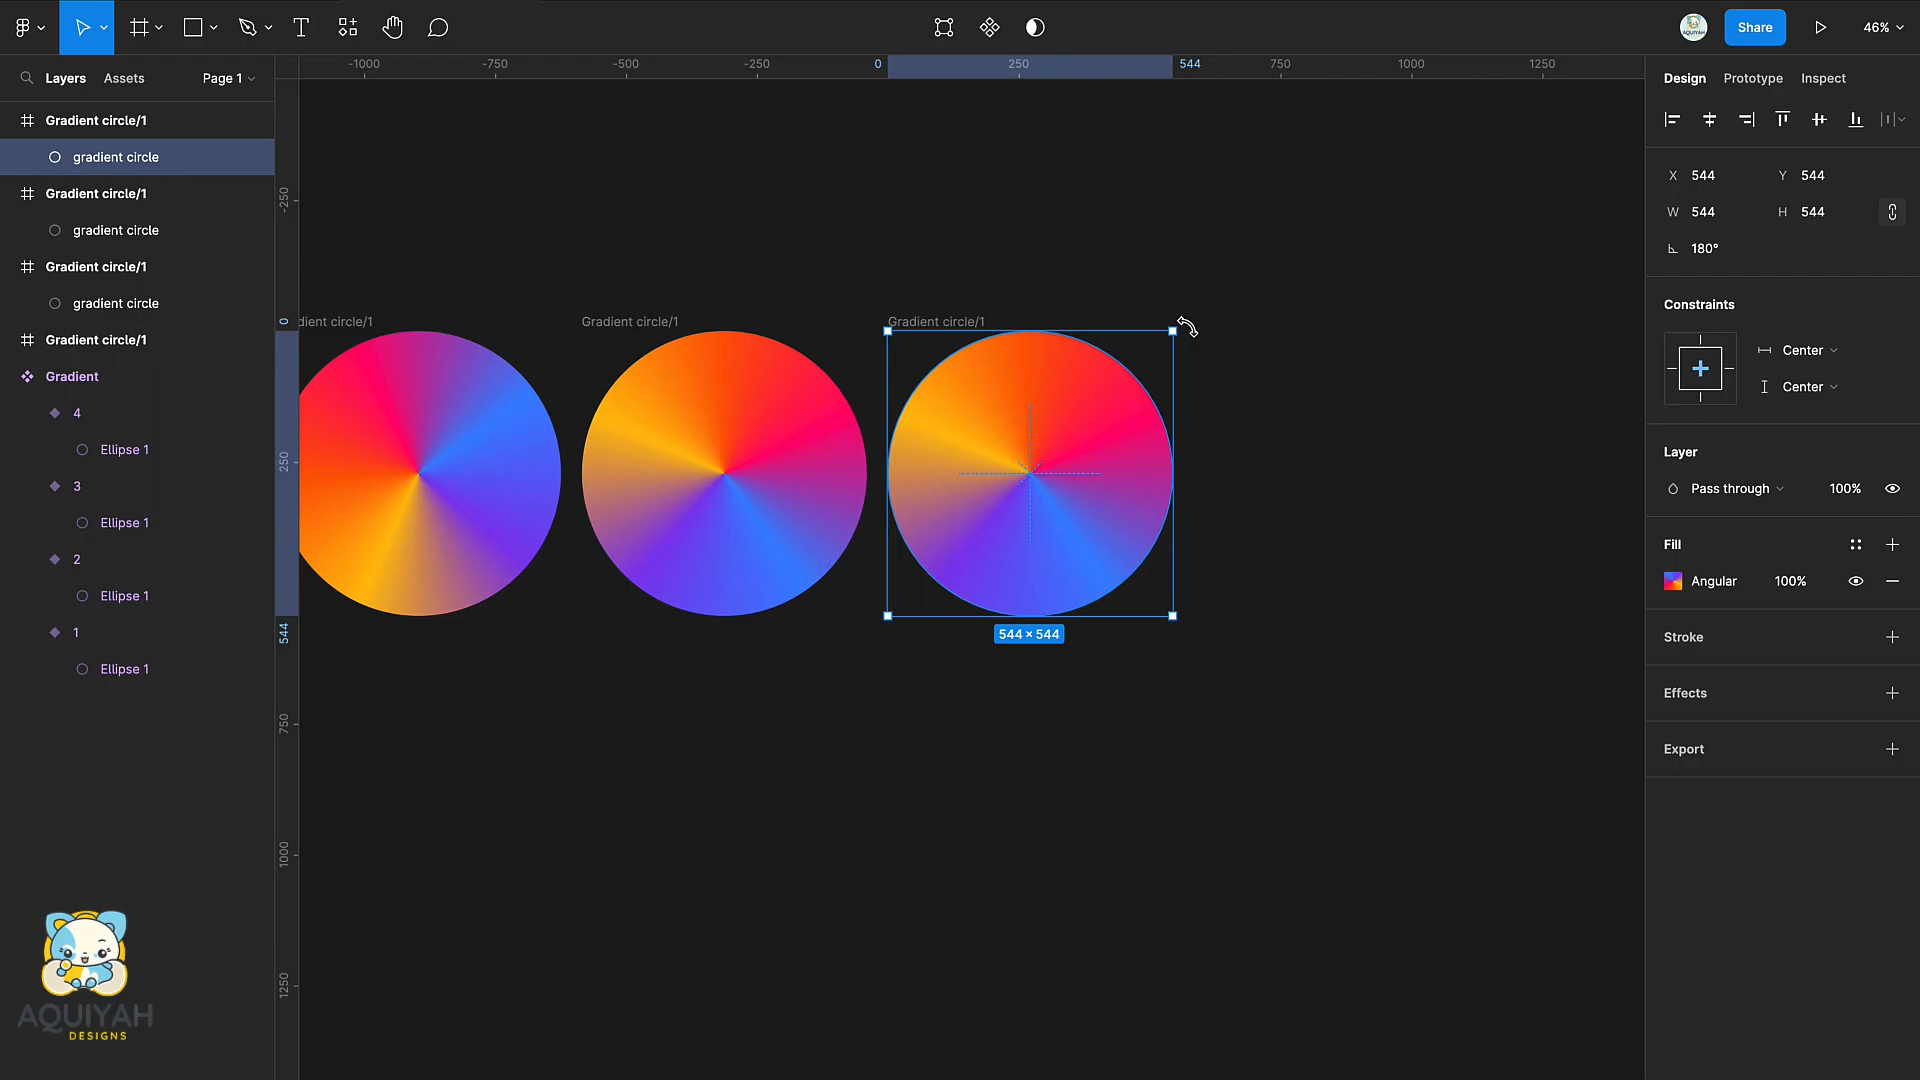 Share
46%
Layers
Assets
Page 1
-1000
-750
-500
-250
0
250
544
750
1000
1250
Design
Prototype
Inspect
Gradient circle/1
gradient circle
Gradient circle/1
gradient circle
Gradient circle/1
gradient circle
Gradient circle/1
Gradient
4
Ellipse 1
3
Ellipse 1
2
Ellipse 1
1
Ellipse 1
-250
0
250
544
750
1000
1250
dient circle/1
Gradient circle/1
Gradient circle/1
544 × 544
X 544
Y 544
W 544
H 544
180°
Constraints
Center
Center
Layer
Pass through
100%
Fill
Angular
100%
Stroke
Effects
Export
AQUIYAH
DESIGNS
AQUIYAH